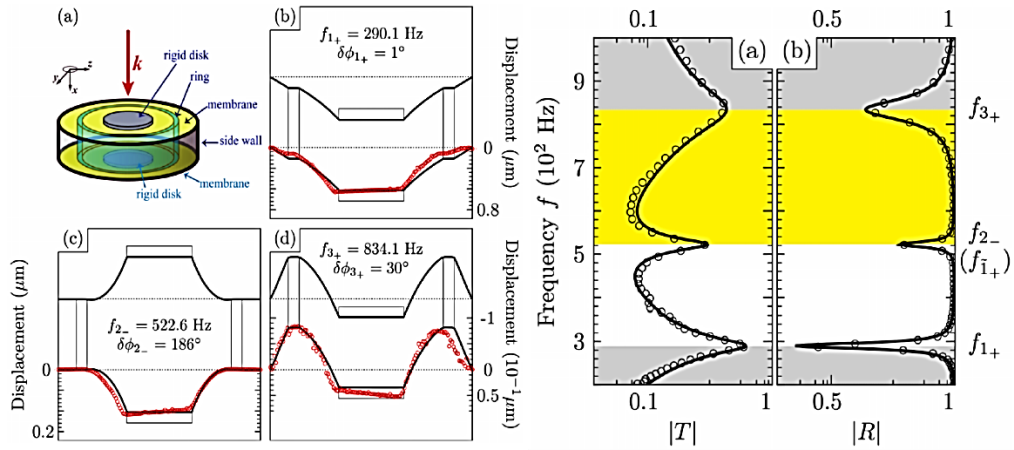 (a)
k
rigid disk
ring
membrane
side wall
membrane
rigid disk
x
y
z
(b)
f1+ = 290.1 Hz
δϕ1+ = 1°
Displacement (μm)
0
0.8
(c)
Displacement (μm)
f2− = 522.6 Hz
δϕ2− = 186°
0
0.2
(d)
f3+ = 834.1 Hz
δϕ3+ = 30°
Displacement (10⁻¹μm)
-1
0
0.5
0.1
1
0.5
1
(a)
(b)
Frequency f (10² Hz)
9
7
5
3
f3+
f2−
(f1̄+)
f1+
0.1
1
0.5
1
|T|
|R|